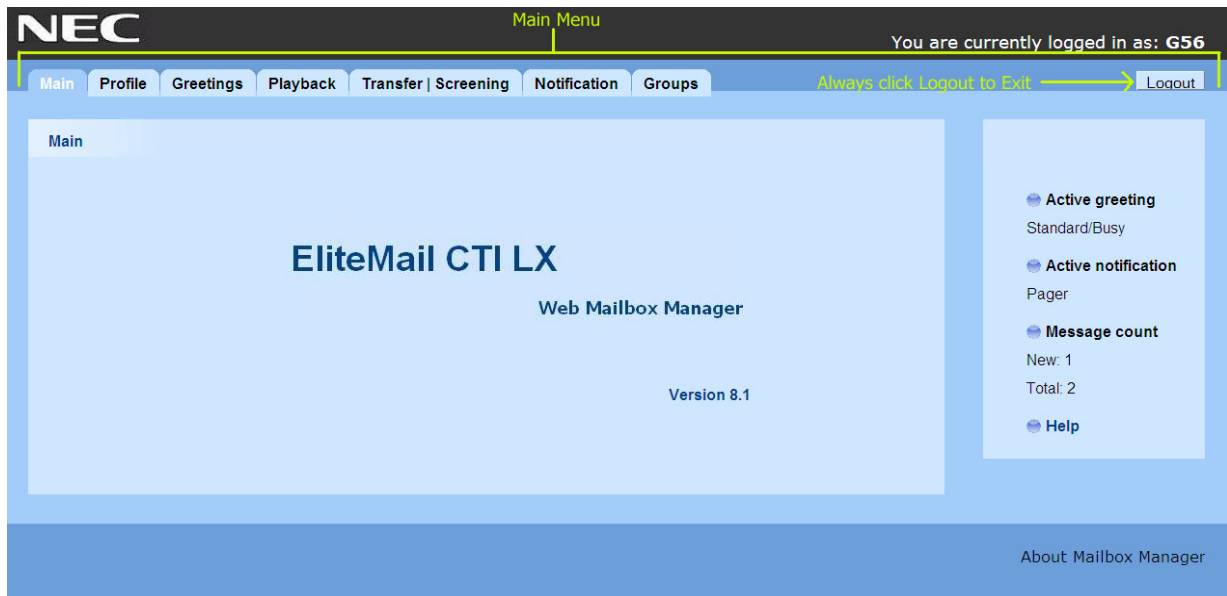 NEC
Main Menu
You are currently logged in as: G56
Main Profile Greetings Playback Transfer | Screening Notification Groups
Always click Logout to Exit
Logout
Main
EliteMail CTI LX
Web Mailbox Manager
Version 8.1
Active greeting
Standard/Busy
Active notification
Pager
Message count
New: 1
Total: 2
Help
About Mailbox Manager